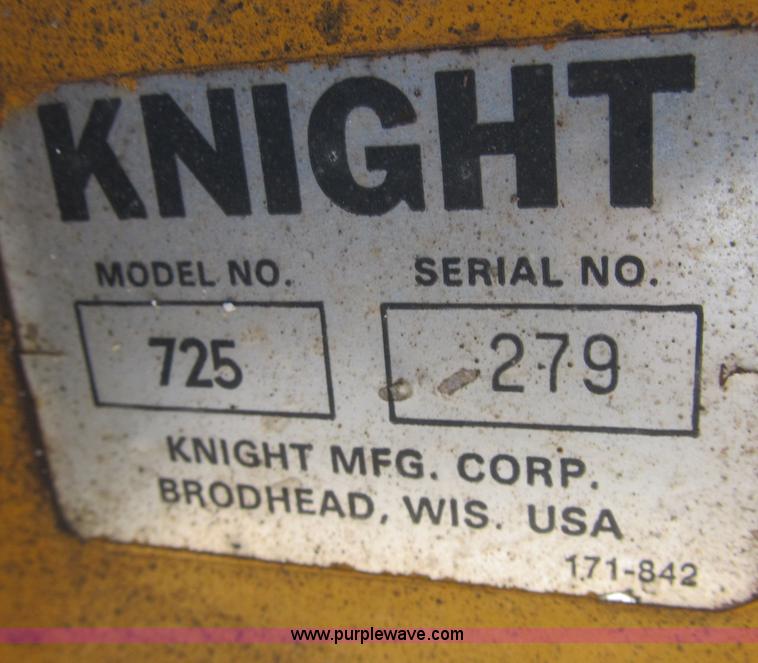 KNIGHT
MODEL NO. SERIAL NO.
725 279
KNIGHT MFG. CORP.
BRODHEAD, WIS. USA
171-842
www.purplewave.com